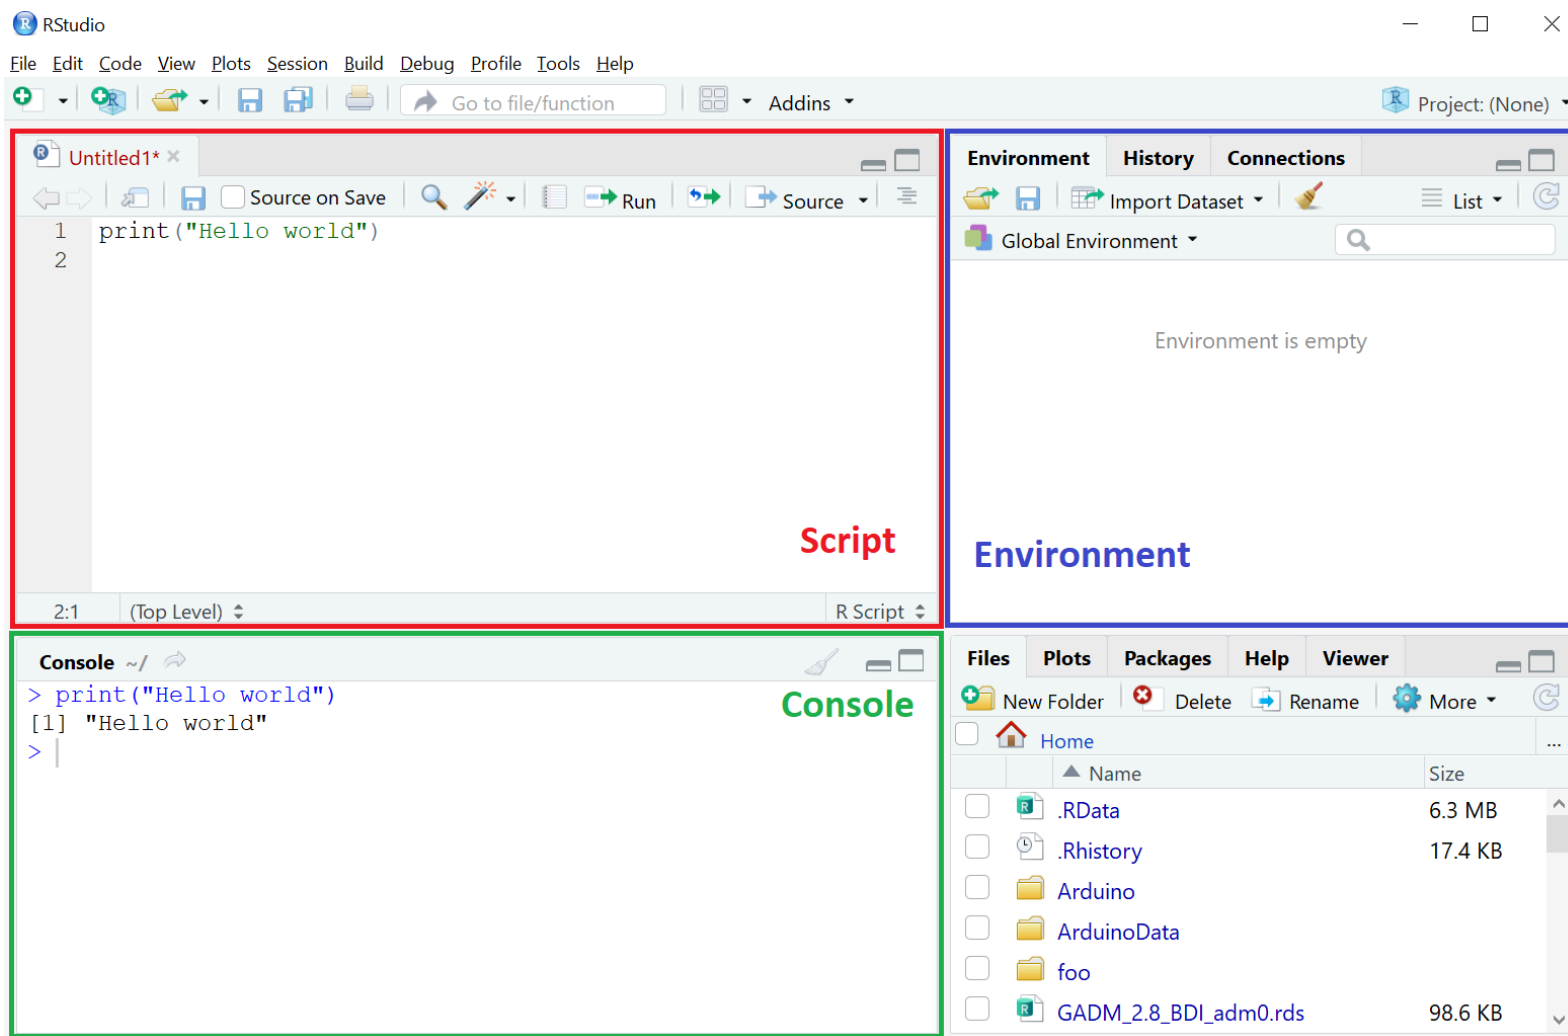 RStudio
File Edit Code View Plots Session Build Debug Profile Tools Help
Go to file/function Addins Project: (None)
Untitled1*
Source on Save Run Source
1 print("Hello world")
2
Script
2:1 (Top Level) R Script
Environment History Connections
Import Dataset List
Global Environment
Environment is empty
Environment
Console ~/
> print("Hello world")
[1] "Hello world"
>
Console
Files Plots Packages Help Viewer
New Folder Delete Rename More
Home ...
Name Size
.RData 6.3 MB
.Rhistory 17.4 KB
Arduino
ArduinoData
foo
GADM_2.8_BDI_adm0.rds 98.6 KB